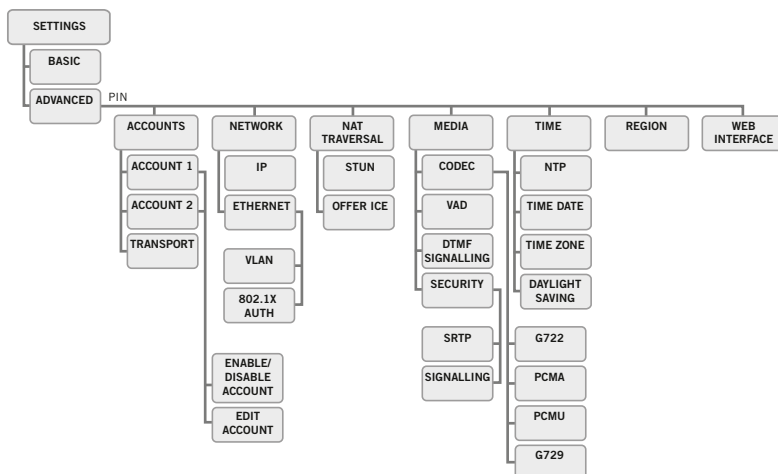 SETTINGS
BASIC
ADVANCED
PIN
ACCOUNTS
NETWORK
NAT
TRAVERSAL
MEDIA
TIME
REGION
WEB
INTERFACE
ACCOUNT 1
IP
STUN
CODEC
NTP
ACCOUNT 2
ETHERNET
OFFER ICE
VAD
TIME DATE
TRANSPORT
VLAN
DTMF
SIGNALLING
TIME ZONE
802.1X
AUTH
SECURITY
DAYLIGHT
SAVING
SRTP
G722
ENABLE/
DISABLE
ACCOUNT
SIGNALLING
PCMA
EDIT
ACCOUNT
PCMU
G729